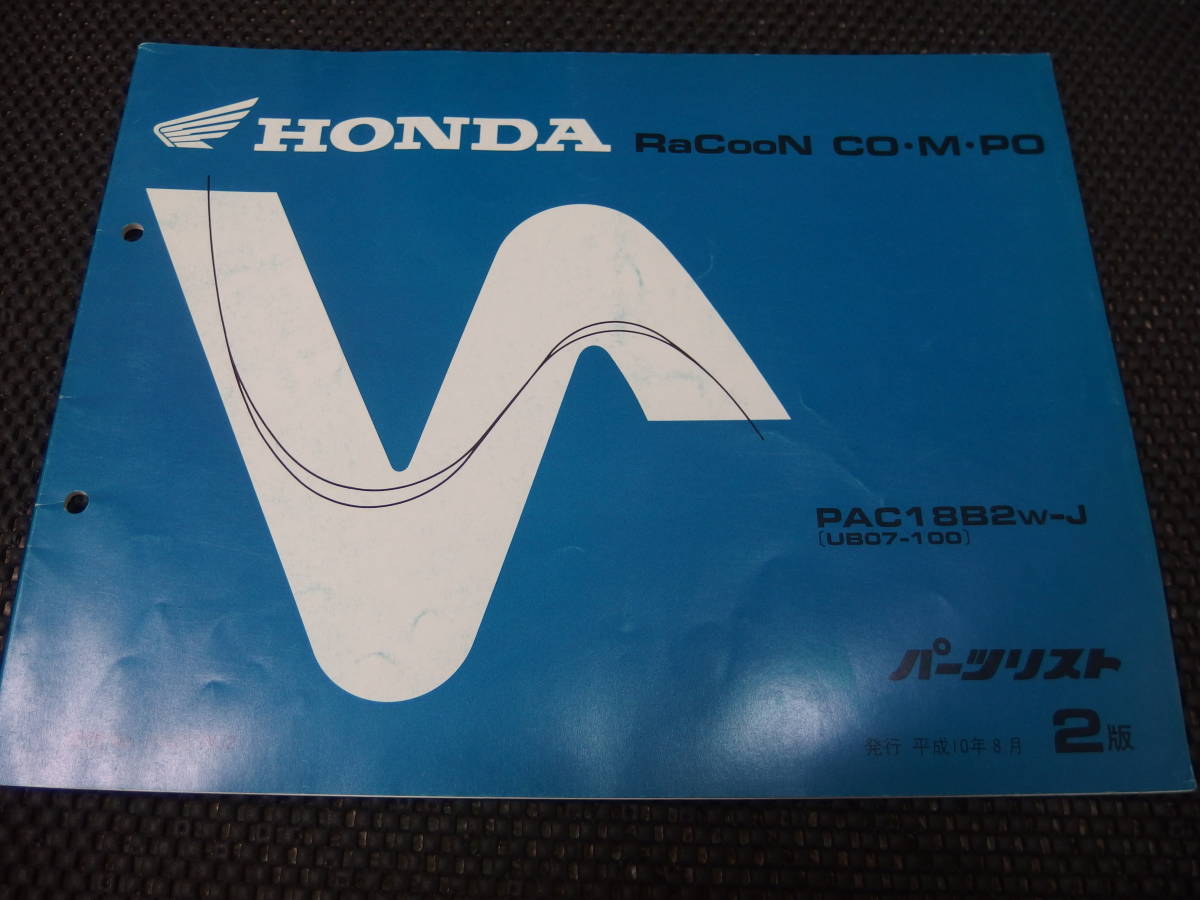 HONDA RaCooN CO・M・PO
PAC18B2W-J
(UB07-100)
パーツリスト
発行 平成10年8月 2版